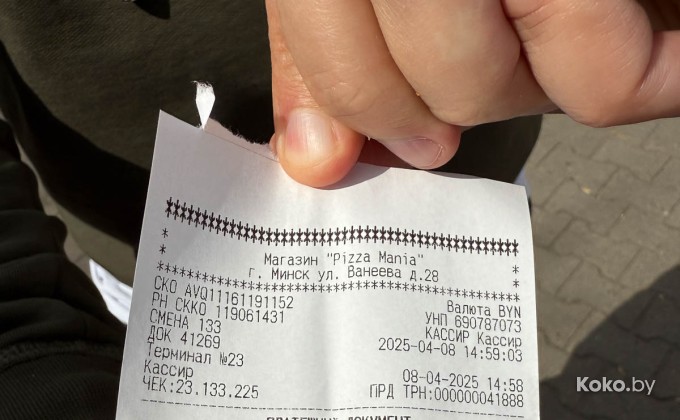 ************************************
* *
Магазин "Pizza Mania"
* г. Минск ул. Ванеева д.28 *
************************************
СКО AVQ11161191152 Валюта BYN
РН СККО 119061431 УНП 690787073
СМЕНА 133 КАССИР Кассир
ДОК 41269 2025-04-08 14:59:03
Терминал №23
Кассир 08-04-2025 14:58
ЧЕК:23.133.225 ПРД ТРН:000000041888
ПЛАТЕЖНЫЙ ДОКУМЕНТ
Koko.by